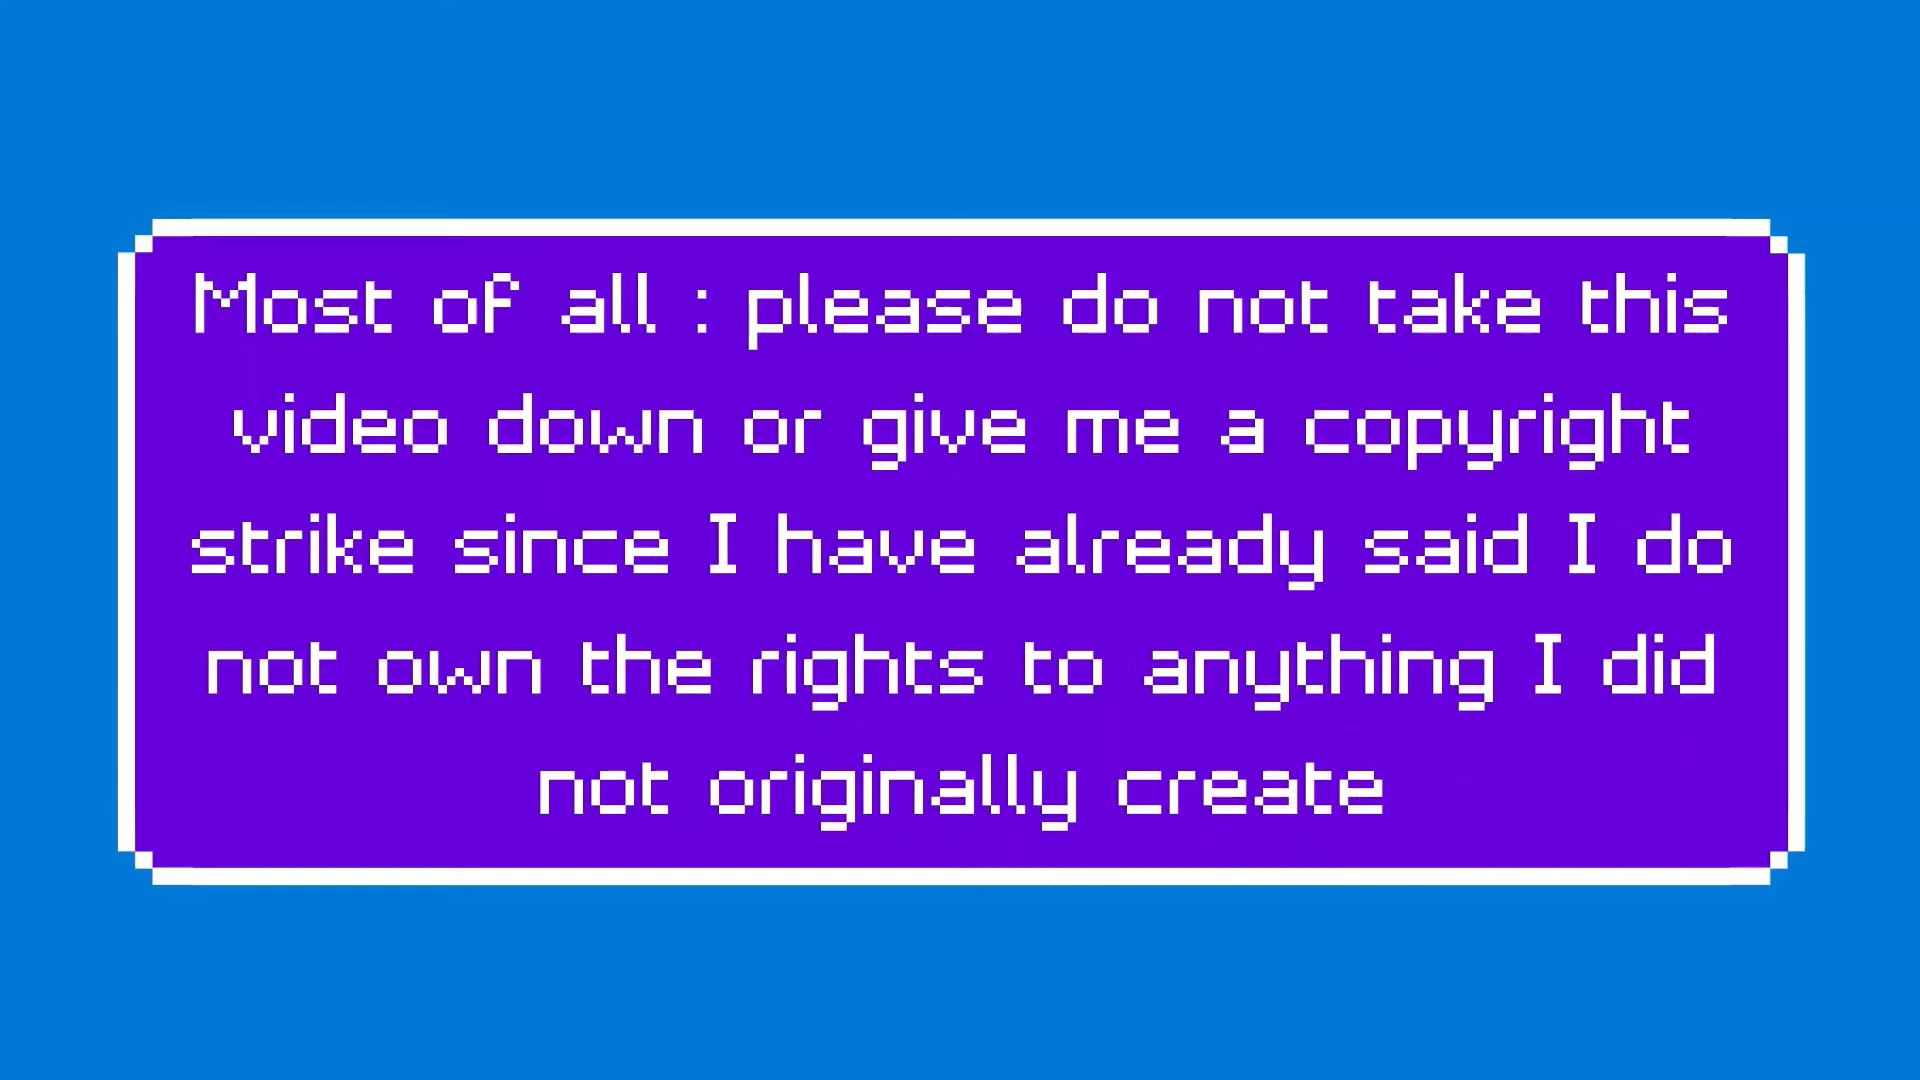 Most of all : please do not take this
video down or give me a copyright
strike since I have already said I do
not own the rights to anything I did
not originally create